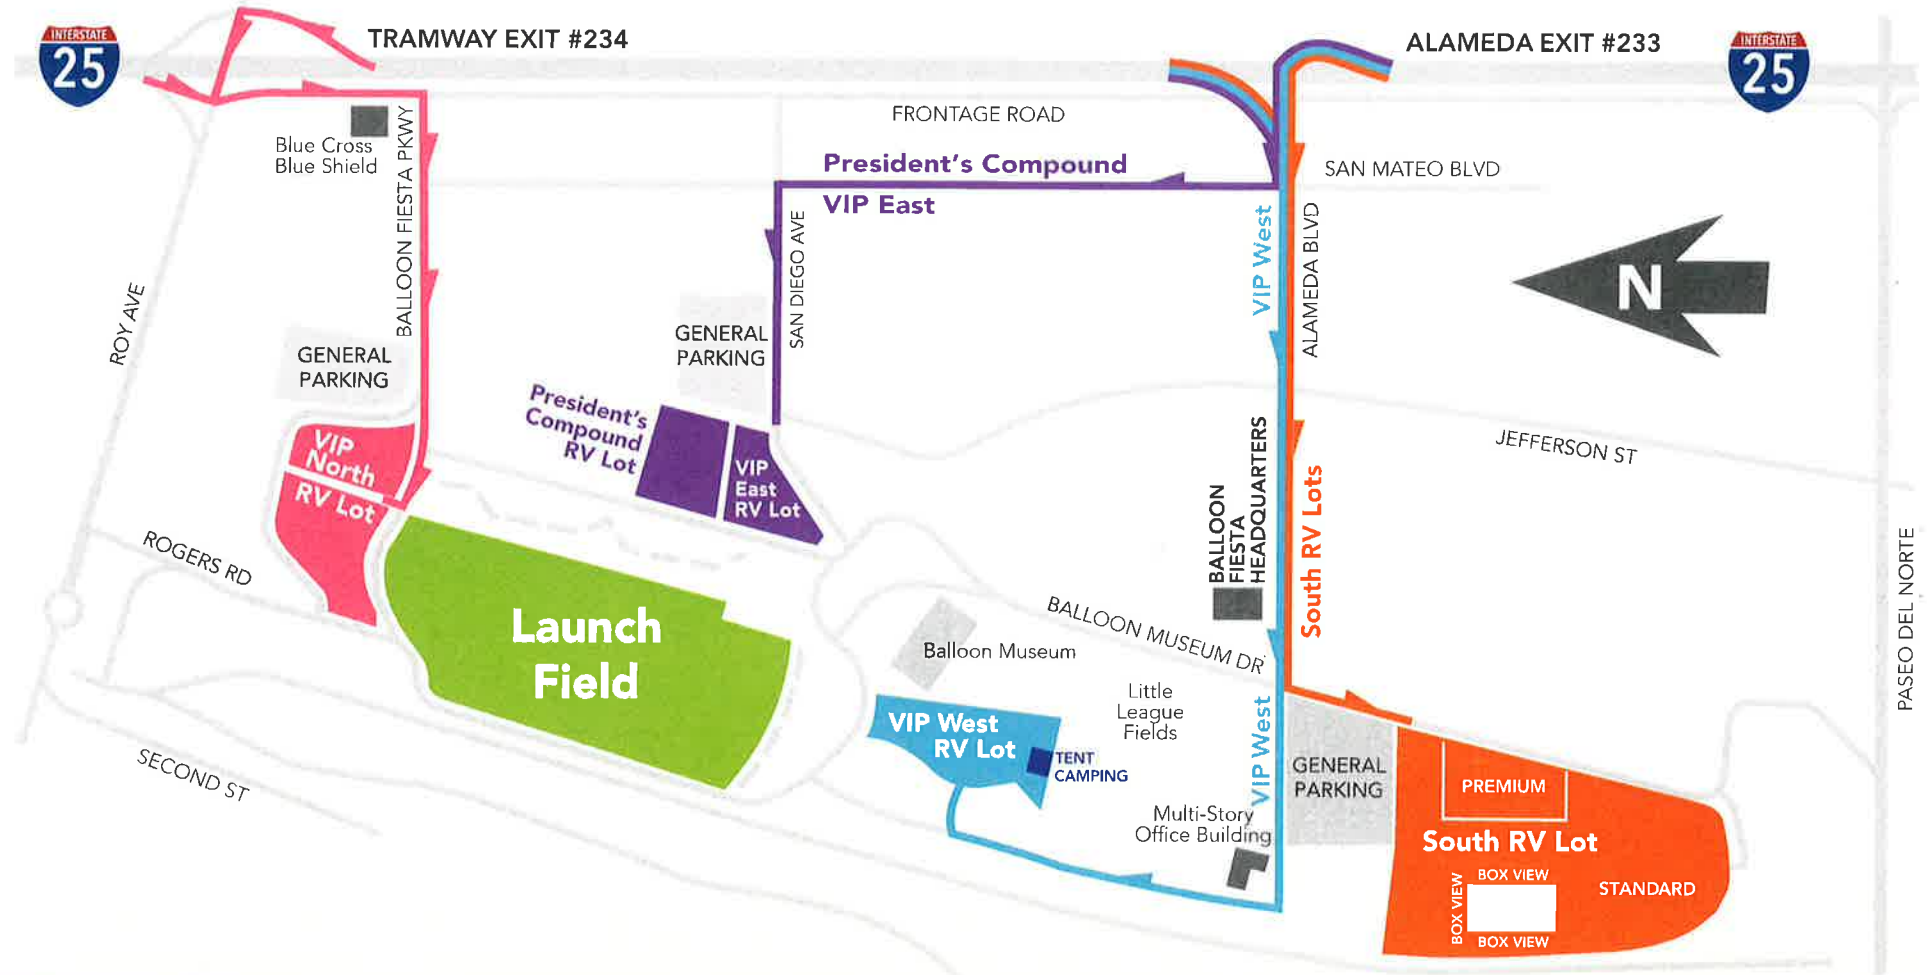 INTERSTATE
25
TRAMWAY EXIT #234
ALAMEDA EXIT #233
INTERSTATE
25
FRONTAGE ROAD
Blue Cross
Blue Shield
BALLOON FIESTA PKWY
President's Compound
VIP East
SAN MATEO BLVD
VIP West
ALAMEDA BLVD
SAN DIEGO AVE
N
ROY AVE
GENERAL
PARKING
GENERAL
PARKING
President's
Compound
RV Lot
VIP
North
RV Lot
VIP
East
RV Lot
JEFFERSON ST
BALLOON
FIESTA
HEADQUARTERS
South RV Lots
ROGERS RD
Launch
Field
BALLOON MUSEUM DR
Balloon Museum
PASEO DEL NORTE
Little
League
Fields
VIP West
RV Lot
TENT
CAMPING
VIP West
GENERAL
PARKING
SECOND ST
Multi-Story
Office Building
PREMIUM
South RV Lot
BOX VIEW
BOX VIEW
STANDARD
BOX VIEW